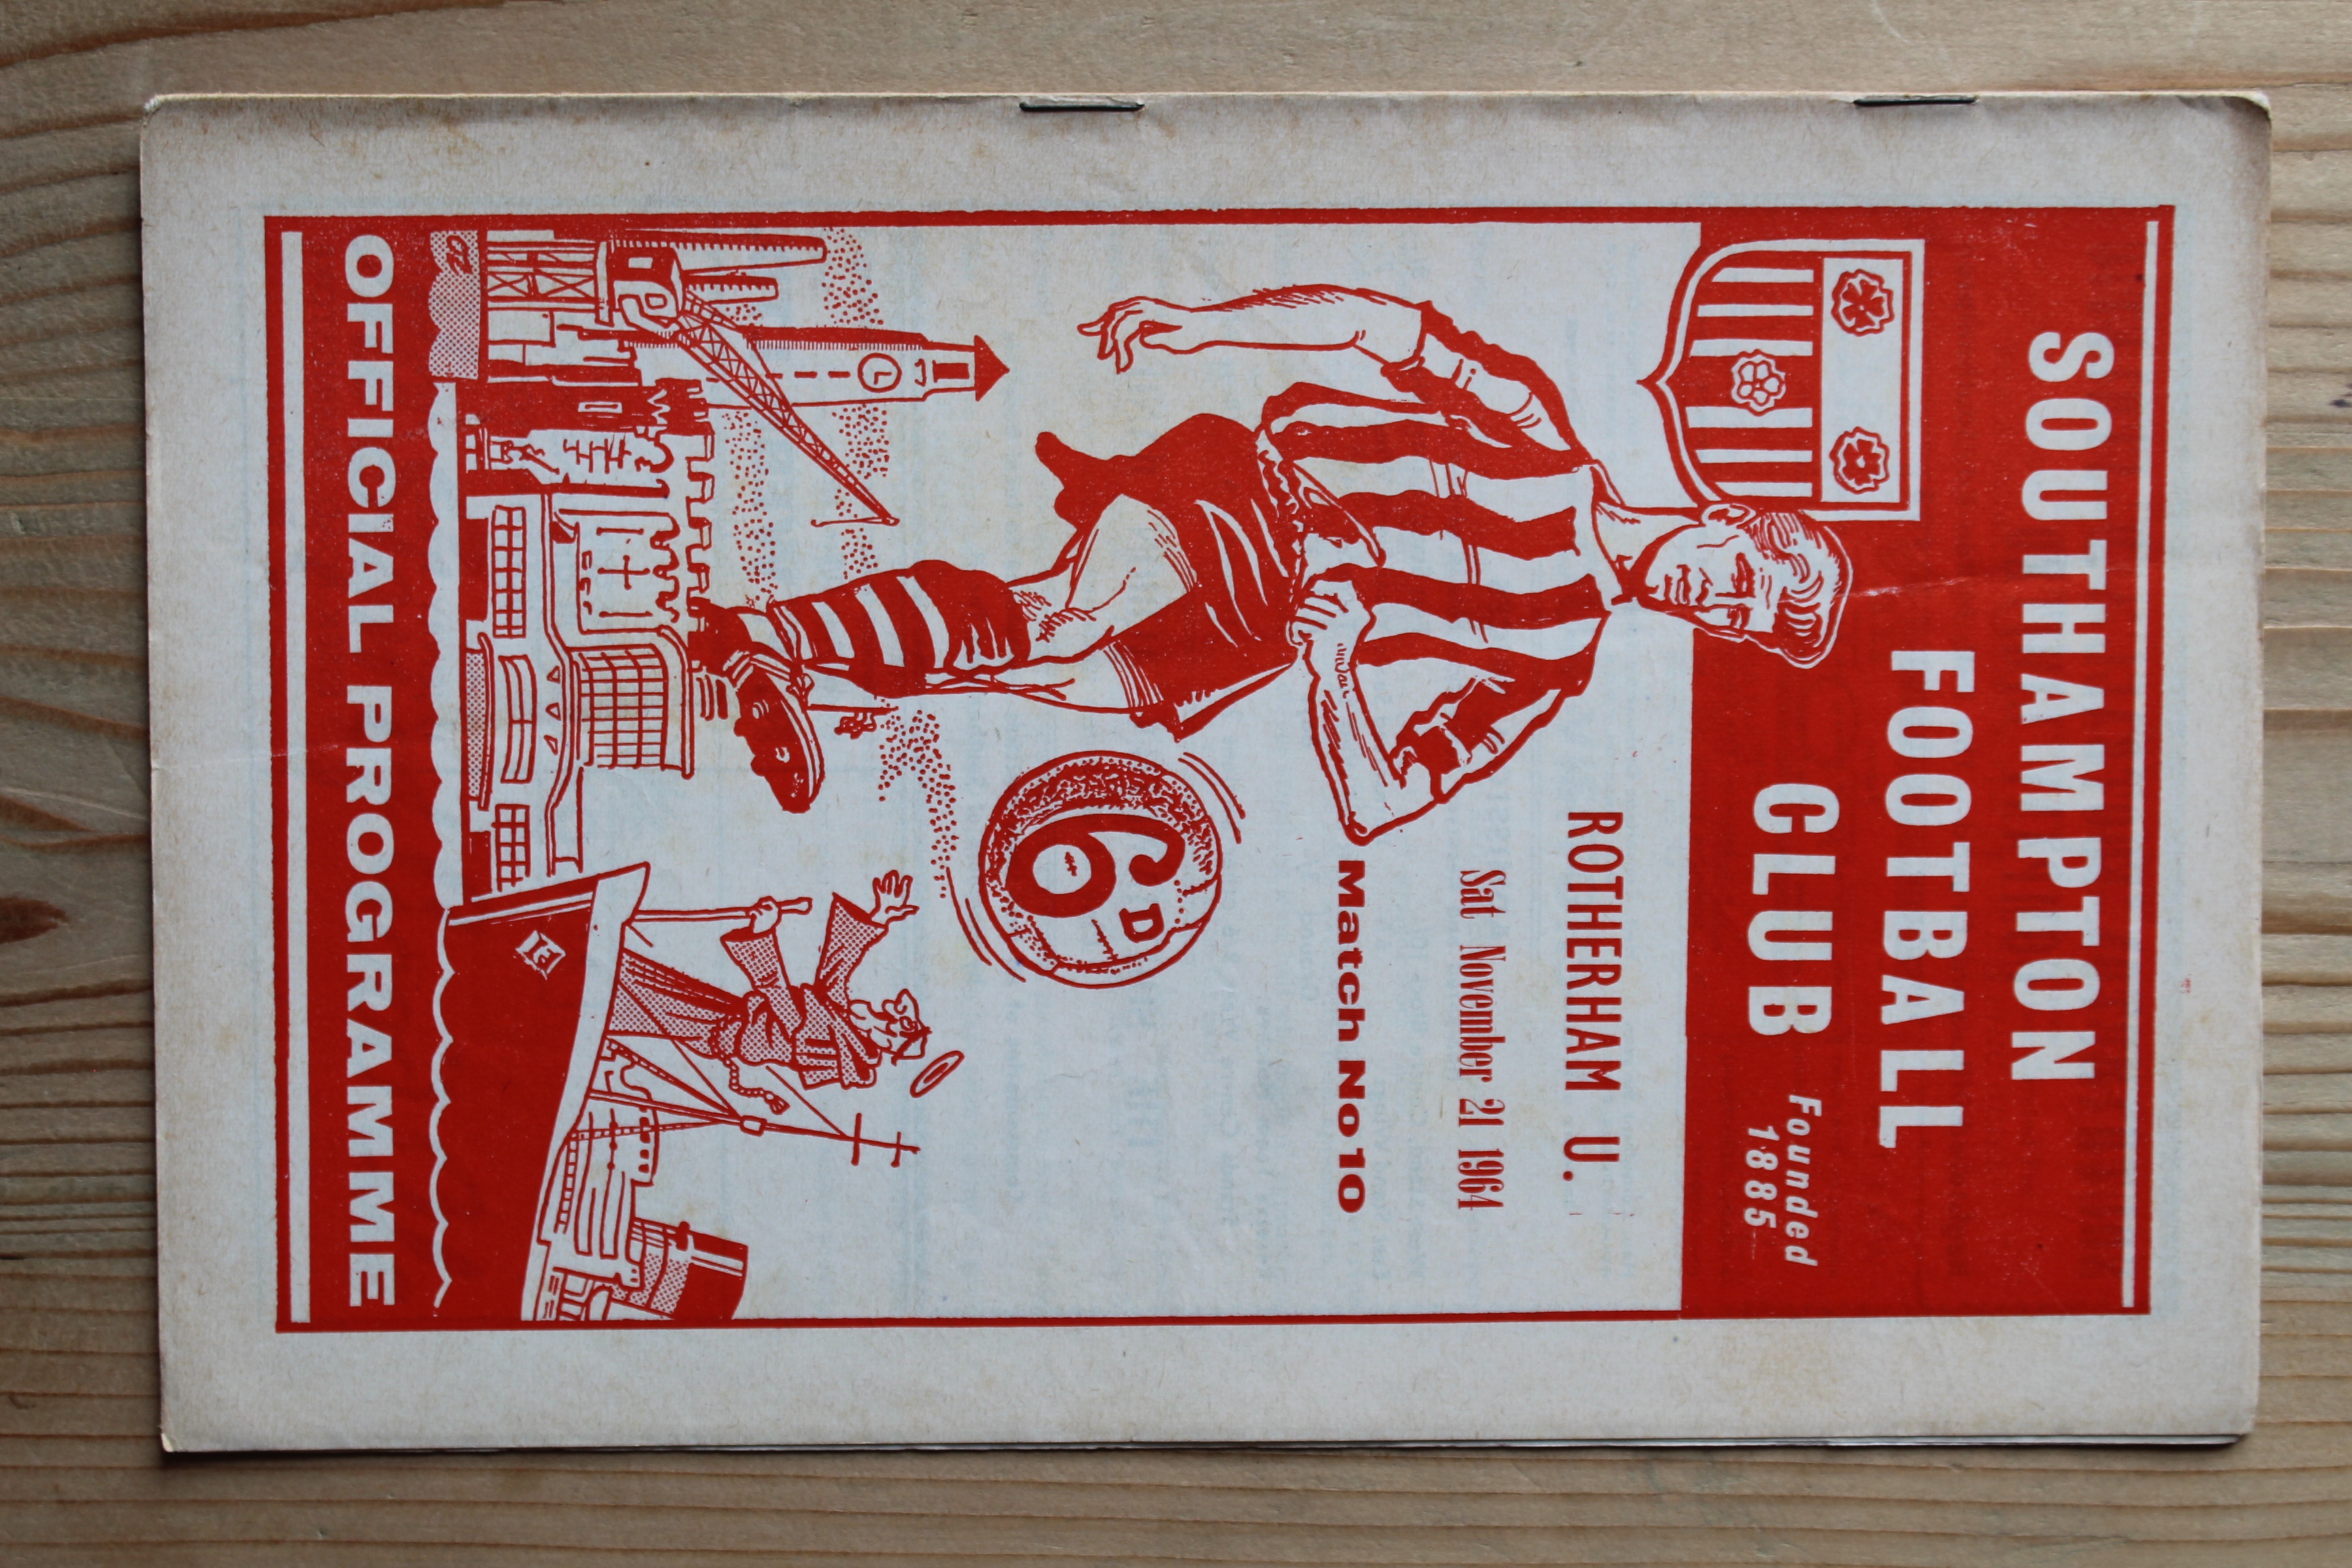 SOUTHAMPTON
FOOTBALL
CLUB
Founded
1885
ROTHERHAM U.
Sat November 21 1964
Match No 10
6D
OFFICIAL PROGRAMME